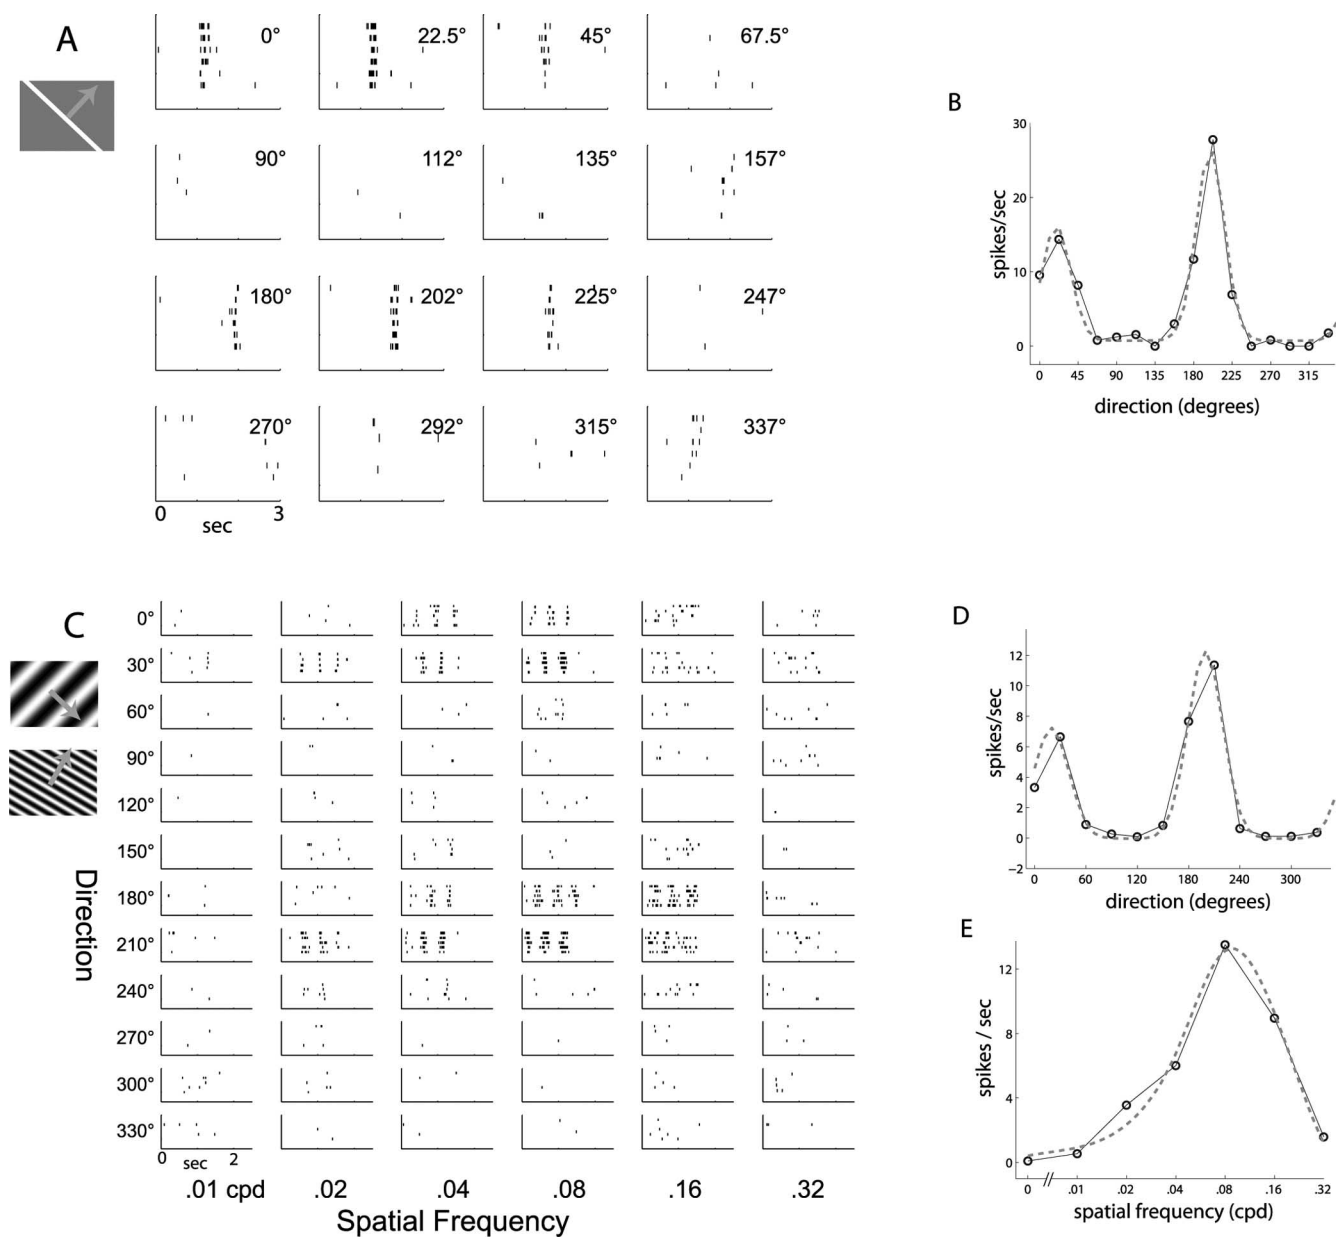 A
0°
22.5°
45°
67.5°
90°
112°
135°
157°
180°
202°
225°
247°
270°
292°
315°
337°
0 sec 3
B
spikes/sec
30
20
10
0
0 45 90 135 180 225 270 315
direction (degrees)
C
Direction
0°
30°
60°
90°
120°
150°
180°
210°
240°
270°
300°
330°
0 sec 2
.01 cpd .02 .04 .08 .16 .32
Spatial Frequency
D
spikes/sec
12
10
8
6
4
2
0
−2
0 60 120 180 240 300
direction (degrees)
E
spikes / sec
12
8
4
0
0 .01 .02 .04 .08 .16 .32
spatial frequency (cpd)